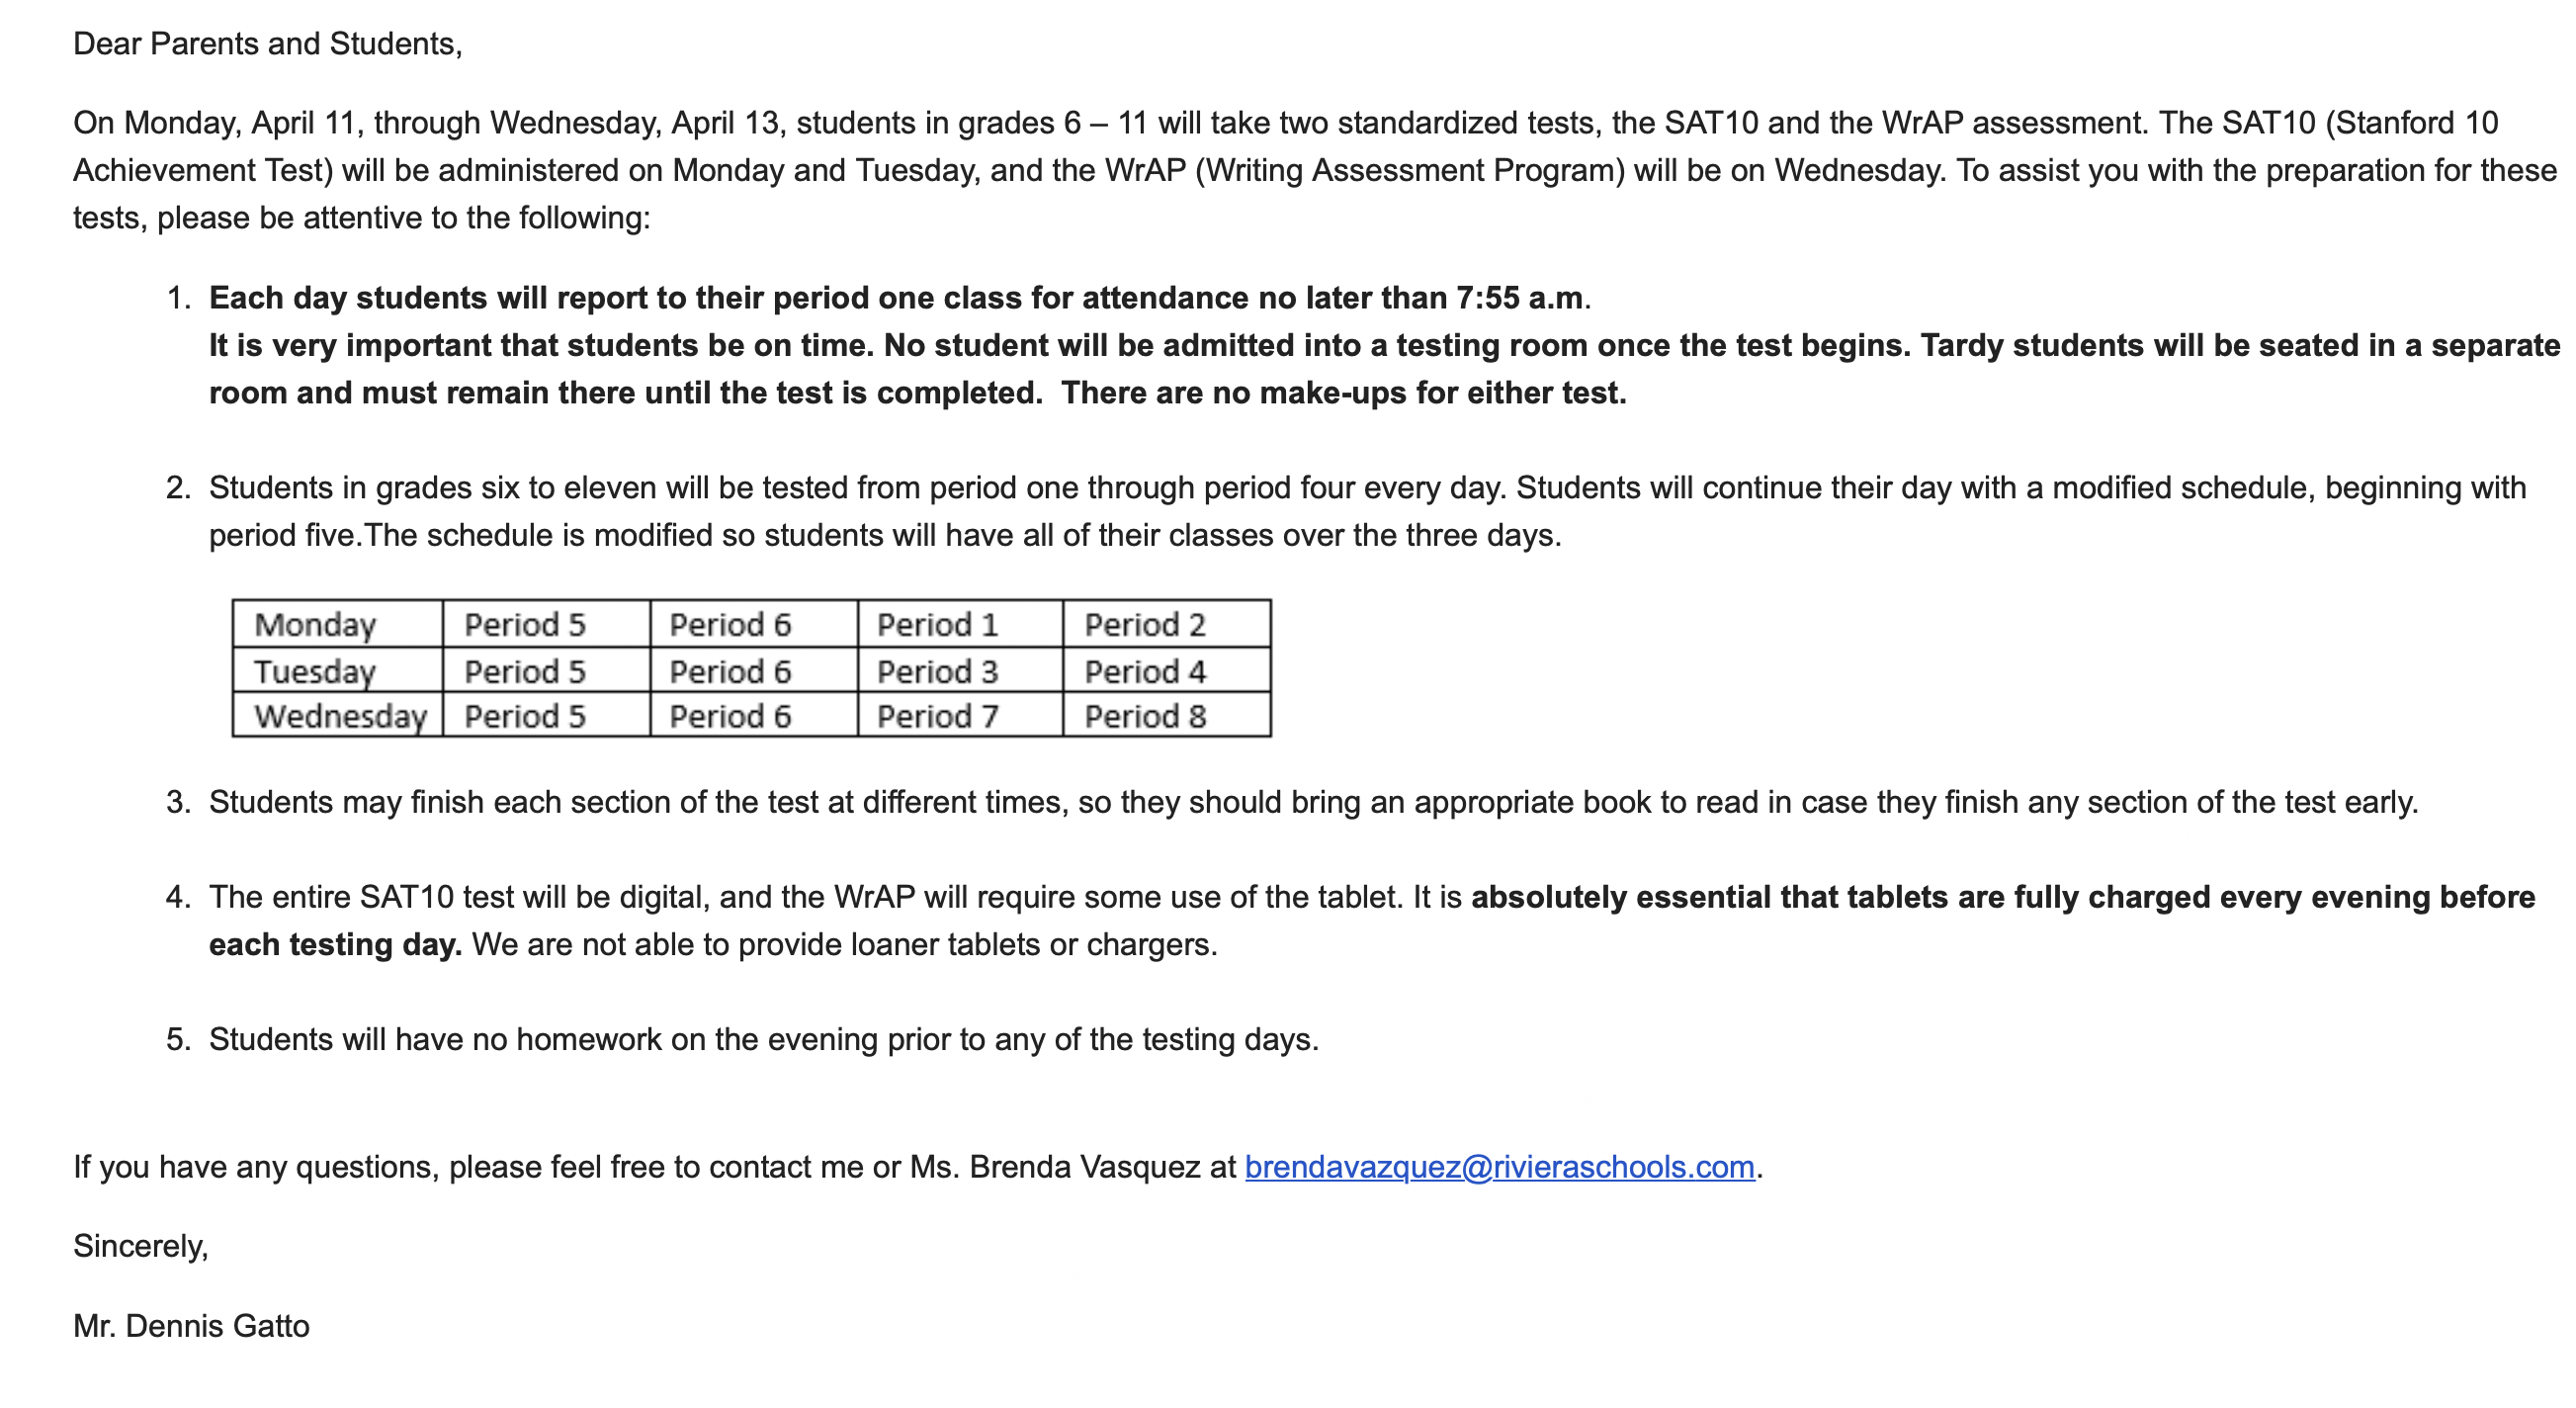 Dear Parents and Students,
On Monday, April 11, through Wednesday, April 13, students in grades 6 – 11 will take two standardized tests, the SAT10 and the WrAP assessment. The SAT10 (Stanford 10
Achievement Test) will be administered on Monday and Tuesday, and the WrAP (Writing Assessment Program) will be on Wednesday. To assist you with the preparation for these
tests, please be attentive to the following:
1. Each day students will report to their period one class for attendance no later than 7:55 a.m.
It is very important that students be on time. No student will be admitted into a testing room once the test begins. Tardy students will be seated in a separate
room and must remain there until the test is completed.  There are no make-ups for either test.
2. Students in grades six to eleven will be tested from period one through period four every day. Students will continue their day with a modified schedule, beginning with
period five.The schedule is modified so students will have all of their classes over the three days.
Monday Period 5 Period 6 Period 1 Period 2
Tuesday Period 5 Period 6 Period 3 Period 4
Wednesday Period 5 Period 6 Period 7 Period 8
3. Students may finish each section of the test at different times, so they should bring an appropriate book to read in case they finish any section of the test early.
4. The entire SAT10 test will be digital, and the WrAP will require some use of the tablet. It is absolutely essential that tablets are fully charged every evening before
each testing day. We are not able to provide loaner tablets or chargers.
5. Students will have no homework on the evening prior to any of the testing days.
If you have any questions, please feel free to contact me or Ms. Brenda Vasquez at brendavazquez@rivieraschools.com.
Sincerely,
Mr. Dennis Gatto